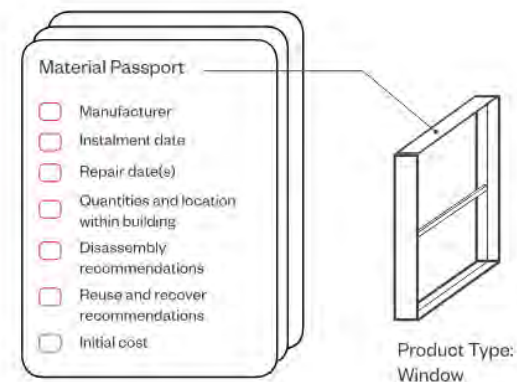 Material Passport
Manufacturer
Instalment date
Repair date(s)
Quantities and location
within building
Disassembly
recommendations
Reuse and recover
recommendations
Initial cost
Product Type:
Window